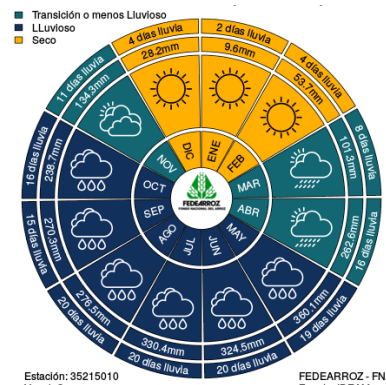 Transición o menos Lluvioso
LLuvioso
Seco
4 días lluvia
28.2mm
DIC
2 días lluvia
9.6mm
ENE
4 días lluvia
53.7mm
FEB
8 días lluvia
101.3mm
MAR
16 días lluvia
262.6mm
ABR
19 días lluvia
360.1mm
MAY
20 días lluvia
324.5mm
JUN
20 días lluvia
330.4mm
JUL
20 días lluvia
276.5mm
AGO
15 días lluvia
270.3mm
SEP
16 días lluvia
238.7mm
OCT
11 días lluvia
134.3mm
NOV
FEDEARROZ
FONDO NACIONAL DEL ARROZ
Estación: 35215010
FEDEARROZ - FN